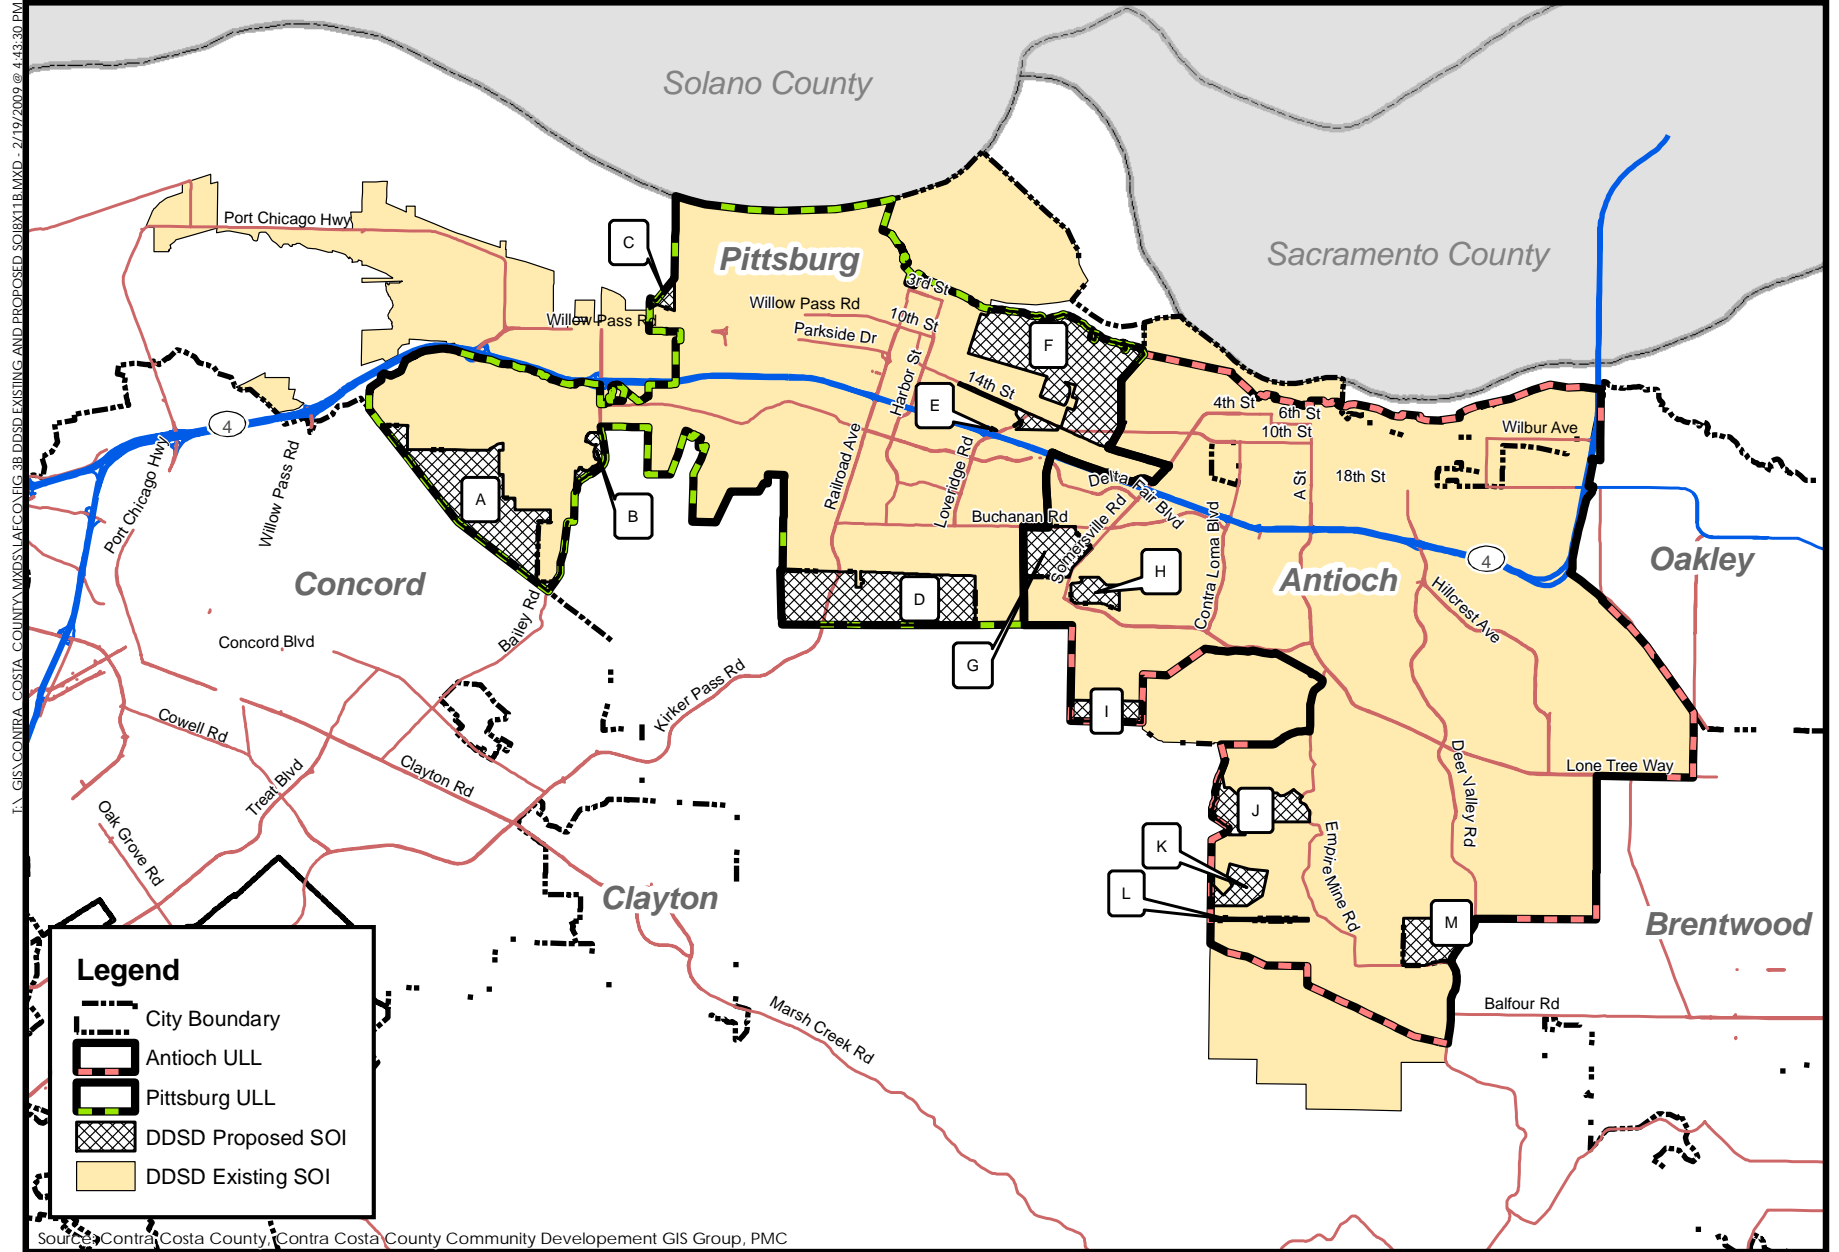 T:\_GIS\CONTRA_COSTA_COUNTY\MXDS\LAFCO\FIG 3B DDSD EXISTING AND PROPOSED SOI8X11B.MXD - 2/19/2009 @ 4:43:30 PM
Solano County
Sacramento County
Port Chicago Hwy
C
Pittsburg
3rd St
Willow Pass Rd
Willow Pass Rd
10th St
Parkside Dr
F
Harbor St
14th St
E
4th St
6th St
10th St
Wilbur Ave
4
Port Chicago Hwy
Willow Pass Rd
A
B
Railroad Ave
Loveridge Rd
Delta Fair Blvd
A St
18th St
Buchanan Rd
Somersville Rd
Contra Loma Blvd
4
Oakley
Concord
D
H
Antioch
Hillcrest Ave
Bailey Rd
Concord Blvd
G
Kirker Pass Rd
I
Cowell Rd
Clayton Rd
Treat Blvd
Deer Valley Rd
Lone Tree Way
Oak Grove Rd
J
K
Empire Mine Rd
L
Clayton
M
Brentwood
Marsh Creek Rd
Balfour Rd
Legend
City Boundary
Antioch ULL
Pittsburg ULL
DDSD Proposed SOI
DDSD Existing SOI
Source: Contra Costa County, Contra Costa County Community Developement GIS Group, PMC